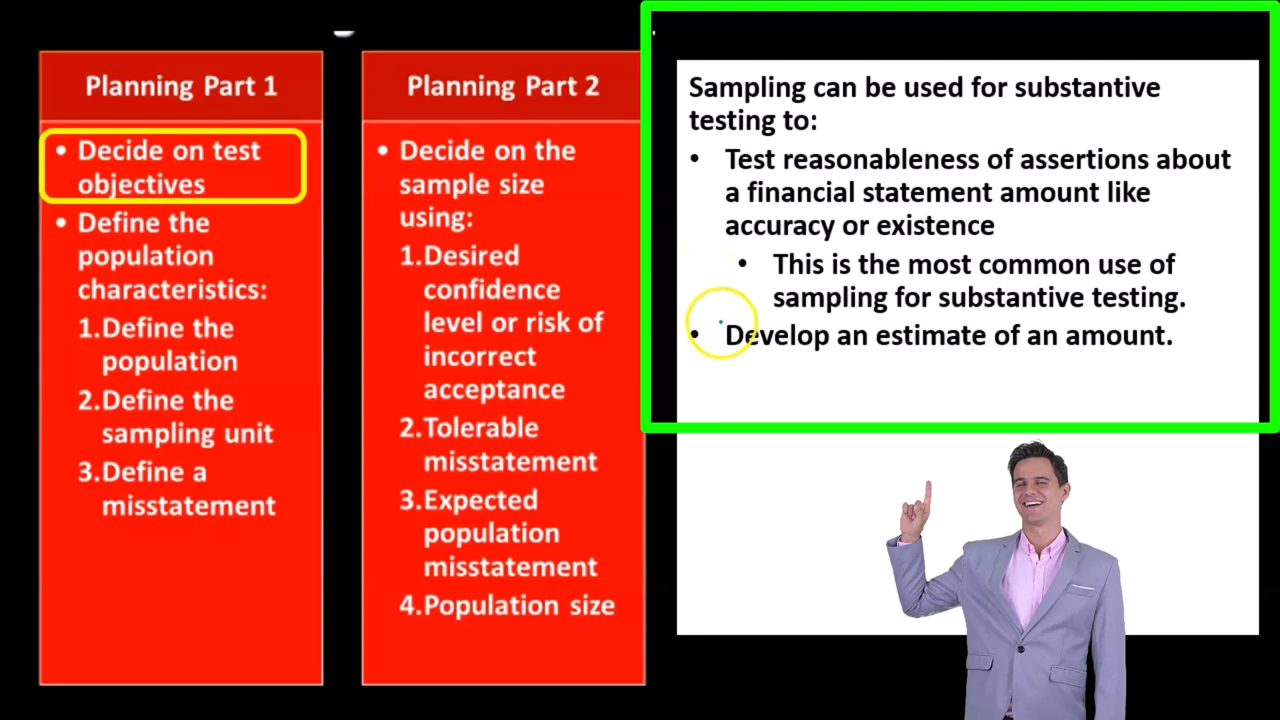 Planning Part 1
• Decide on test
objectives
• Define the
population
characteristics:
1.Define the
population
2.Define the
sampling unit
3.Define a
misstatement
Planning Part 2
• Decide on the
sample size
using:
1.Desired
confidence
level or risk of
incorrect
acceptance
2.Tolerable
misstatement
3.Expected
population
misstatement
4.Population size
Sampling can be used for substantive
testing to:
• Test reasonableness of assertions about
a financial statement amount like
accuracy or existence
• This is the most common use of
sampling for substantive testing.
• Develop an estimate of an amount.